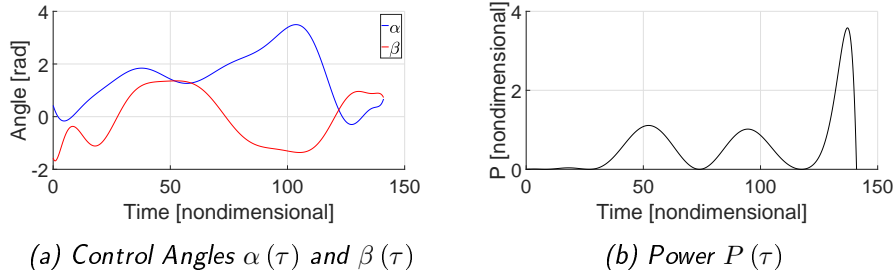 4
2
0
-2
Angle [rad]
α
β
0
50
100
150
Time [nondimensional]
(a) Control Angles α (τ) and β (τ)
4
2
0
P [nondimensional]
0
50
100
150
Time [nondimensional]
(b) Power P (τ)